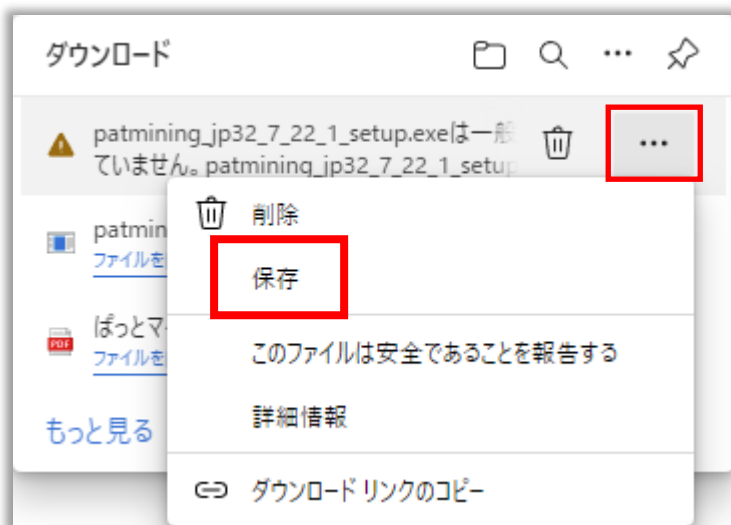 ダウンロード
patmining_jp32_7_22_1_setup.exeは一般
ていません。patmining_jp32_7_22_1_setup
削除
patmin
ファイルを
保存
ぱっとマ
ファイルを
このファイルは安全であることを報告する
詳細情報
もっと見る
ダウンロード リンクのコピー
PDF